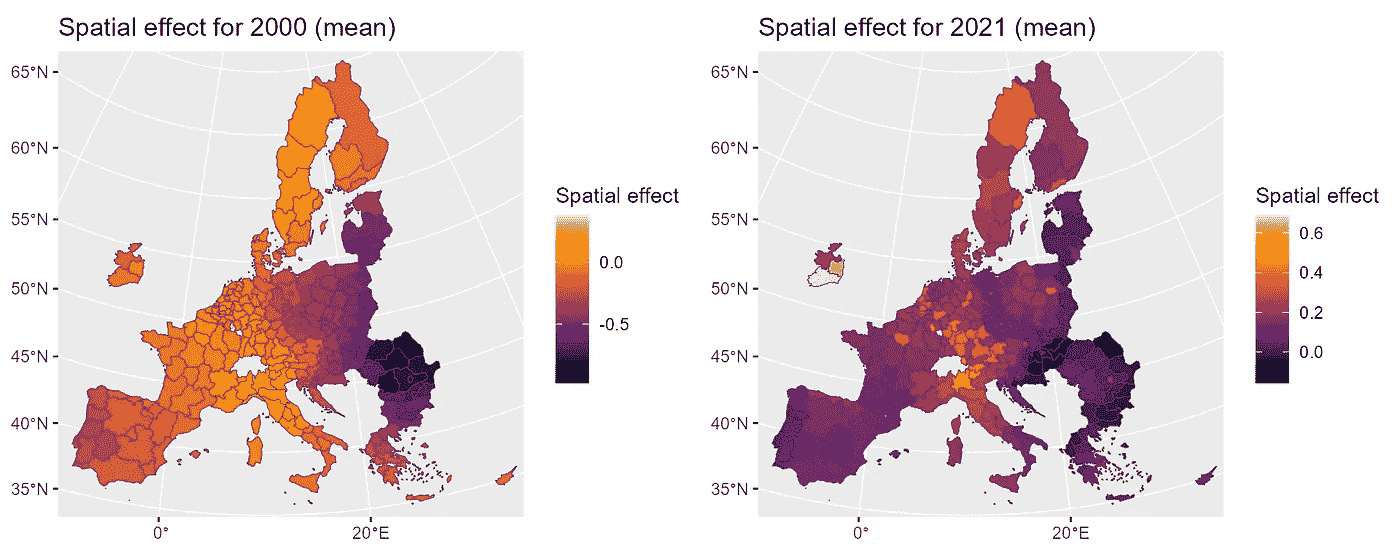 Spatial effect for 2000 (mean)
65°N
60°N
55°N
50°N
45°N
40°N
35°N
0°
20°E
Spatial effect
0.0
-0.5
Spatial effect for 2021 (mean)
65°N
60°N
55°N
50°N
45°N
40°N
35°N
0°
20°E
Spatial effect
0.6
0.4
0.2
0.0